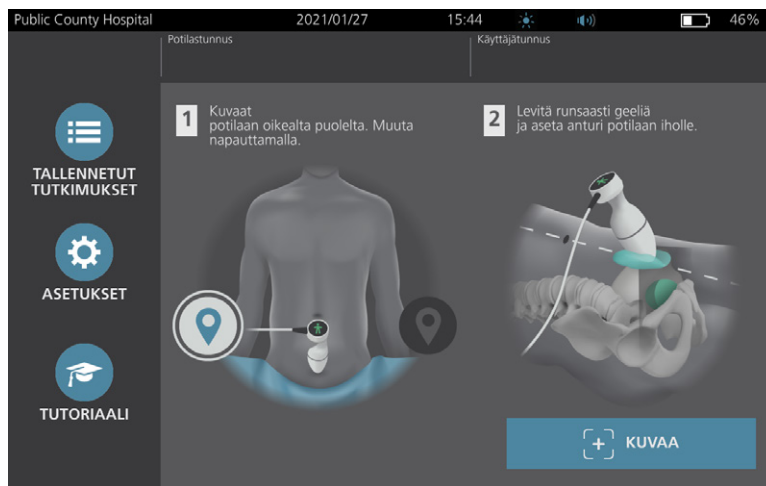 Public County Hospital 2021/01/27 15:44 46%
Potilastunnus
Käyttäjätunnus
1 Kuvaat
potilaan oikealta puolelta. Muuta
napauttamalla.
2 Levitä runsaasti geeliä
ja aseta anturi potilaan iholle.
TALLENNETUT
TUTKIMUKSET
ASETUKSET
TUTORIAALI
KUVAA